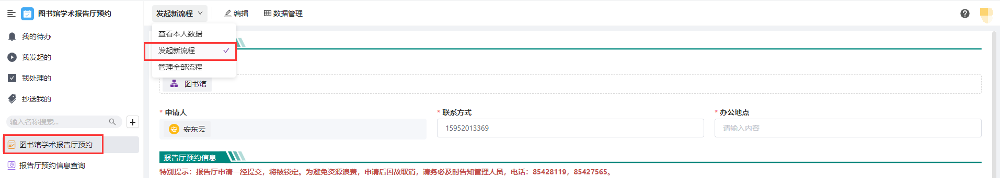 图书馆学术报告厅预约
我的待办
我发起的
我处理的
抄送我的
输入名称搜索...
图书馆学术报告厅预约
报告厅预约信息查询
发起新流程 编辑 数据管理
查看本人数据
发起新流程
管理全部流程
图书馆
* 申请人 * 联系方式 * 办公地点
安 安东云 15952013369 请输入内容
报告厅预约信息
特别提示：报告厅申请一经提交，将被锁定。为避免资源浪费，申请后因故取消，请务必及时告知管理人员，电话：85428119，85427565。